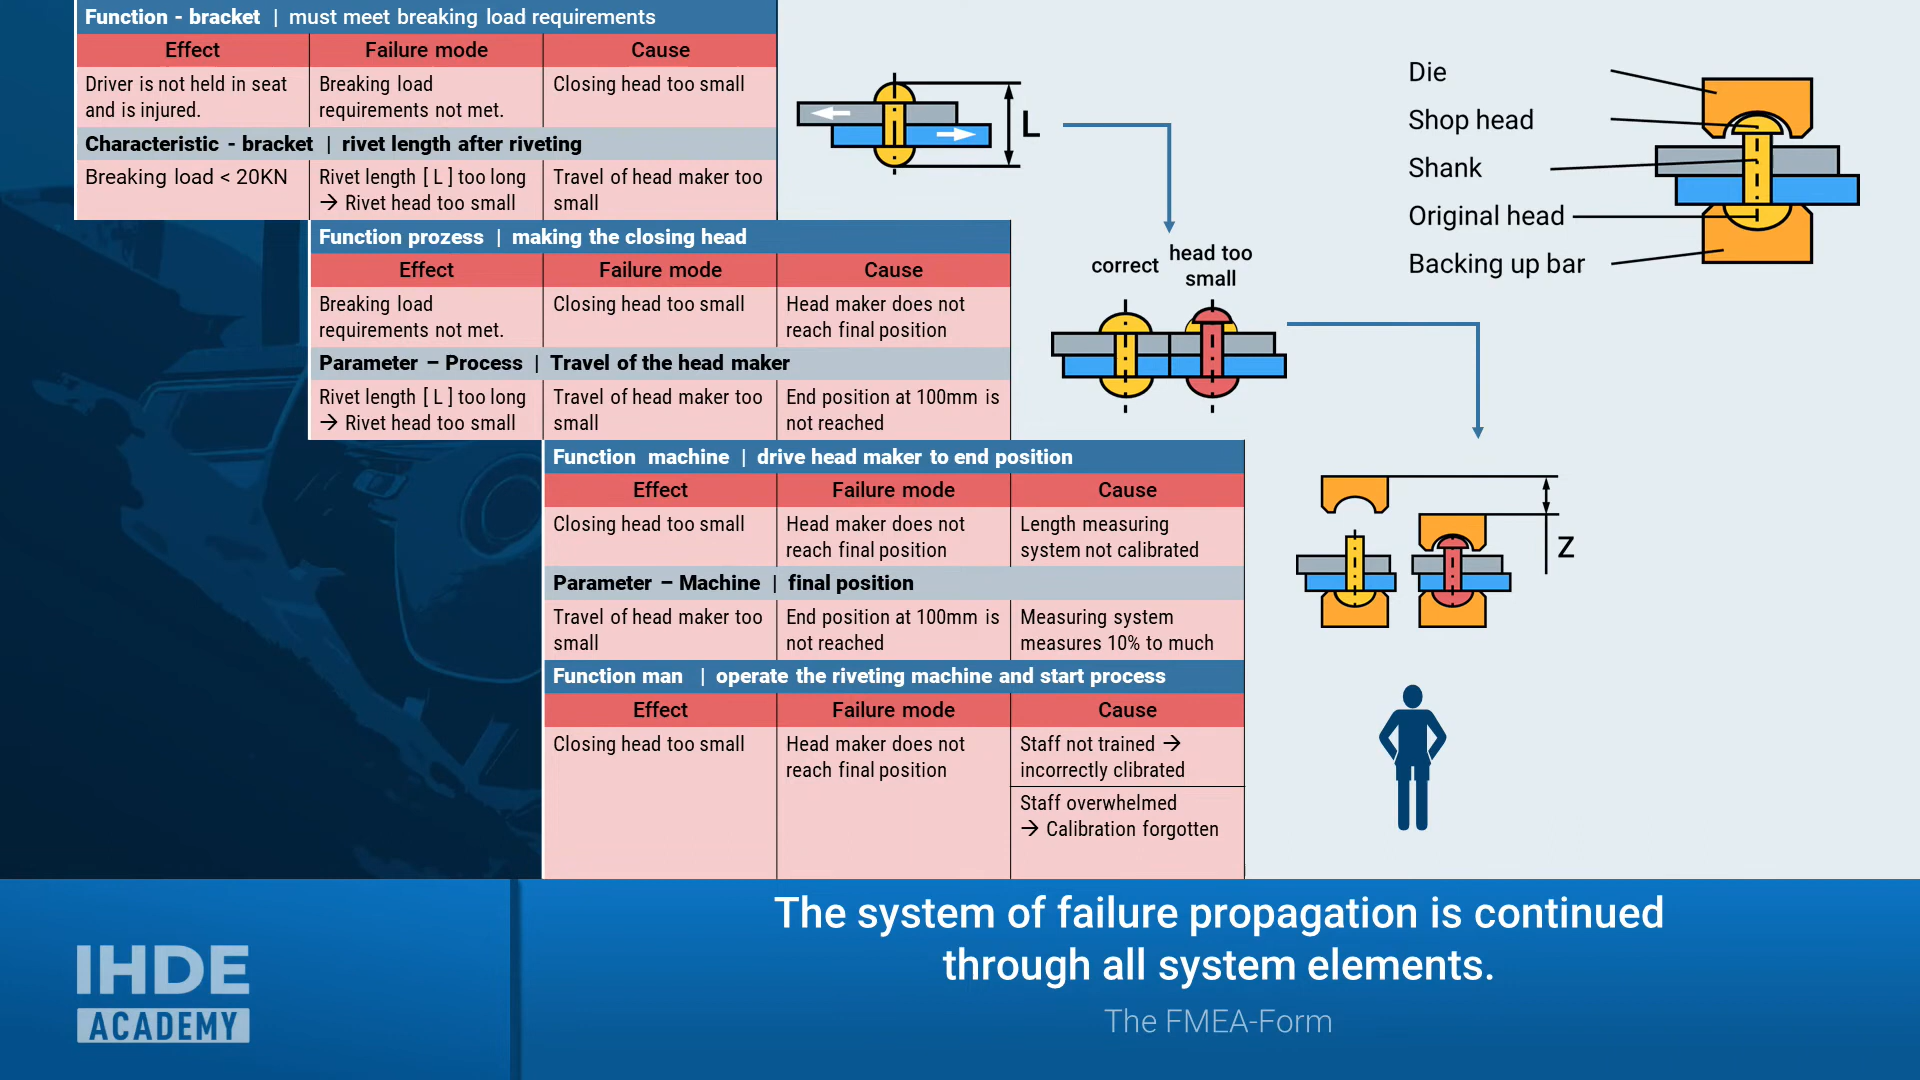 Function - bracket | must meet breaking load requirements
Effect Failure mode Cause
Driver is not held in seat
and is injured.
Breaking load
requirements not met.
Closing head too small
Characteristic - bracket | rivet length after riveting
Breaking load < 20KN
Rivet length [ L ] too long
→ Rivet head too small
Travel of head maker too
small
Function prozess | making the closing head
Effect Failure mode Cause
Breaking load
requirements not met.
Closing head too small
Head maker does not
reach final position
Parameter – Process | Travel of the head maker
Rivet length [ L ] too long
→ Rivet head too small
Travel of head maker too
small
End position at 100mm is
not reached
Function machine | drive head maker to end position
Effect Failure mode Cause
Closing head too small
Head maker does not
reach final position
Length measuring
system not calibrated
Parameter – Machine | final position
Travel of head maker too
small
End position at 100mm is
not reached
Measuring system
measures 10% to much
Function man | operate the riveting machine and start process
Effect Failure mode Cause
Closing head too small
Head maker does not
reach final position
Staff not trained →
incorrectly clibrated
Staff overwhelmed
→ Calibration forgotten
L
correct
head too
small
Z
Die
Shop head
Shank
Original head
Backing up bar
IHDE
ACADEMY
The system of failure propagation is continued
through all system elements.
The FMEA-Form